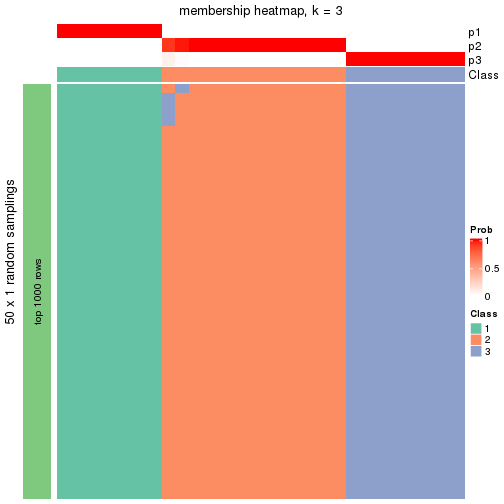 membership heatmap, k = 3
p1
p2
p3
Class
50 x 1 random samplings
top 1000 rows
Prob
1
0.5
0
Class
1
2
3